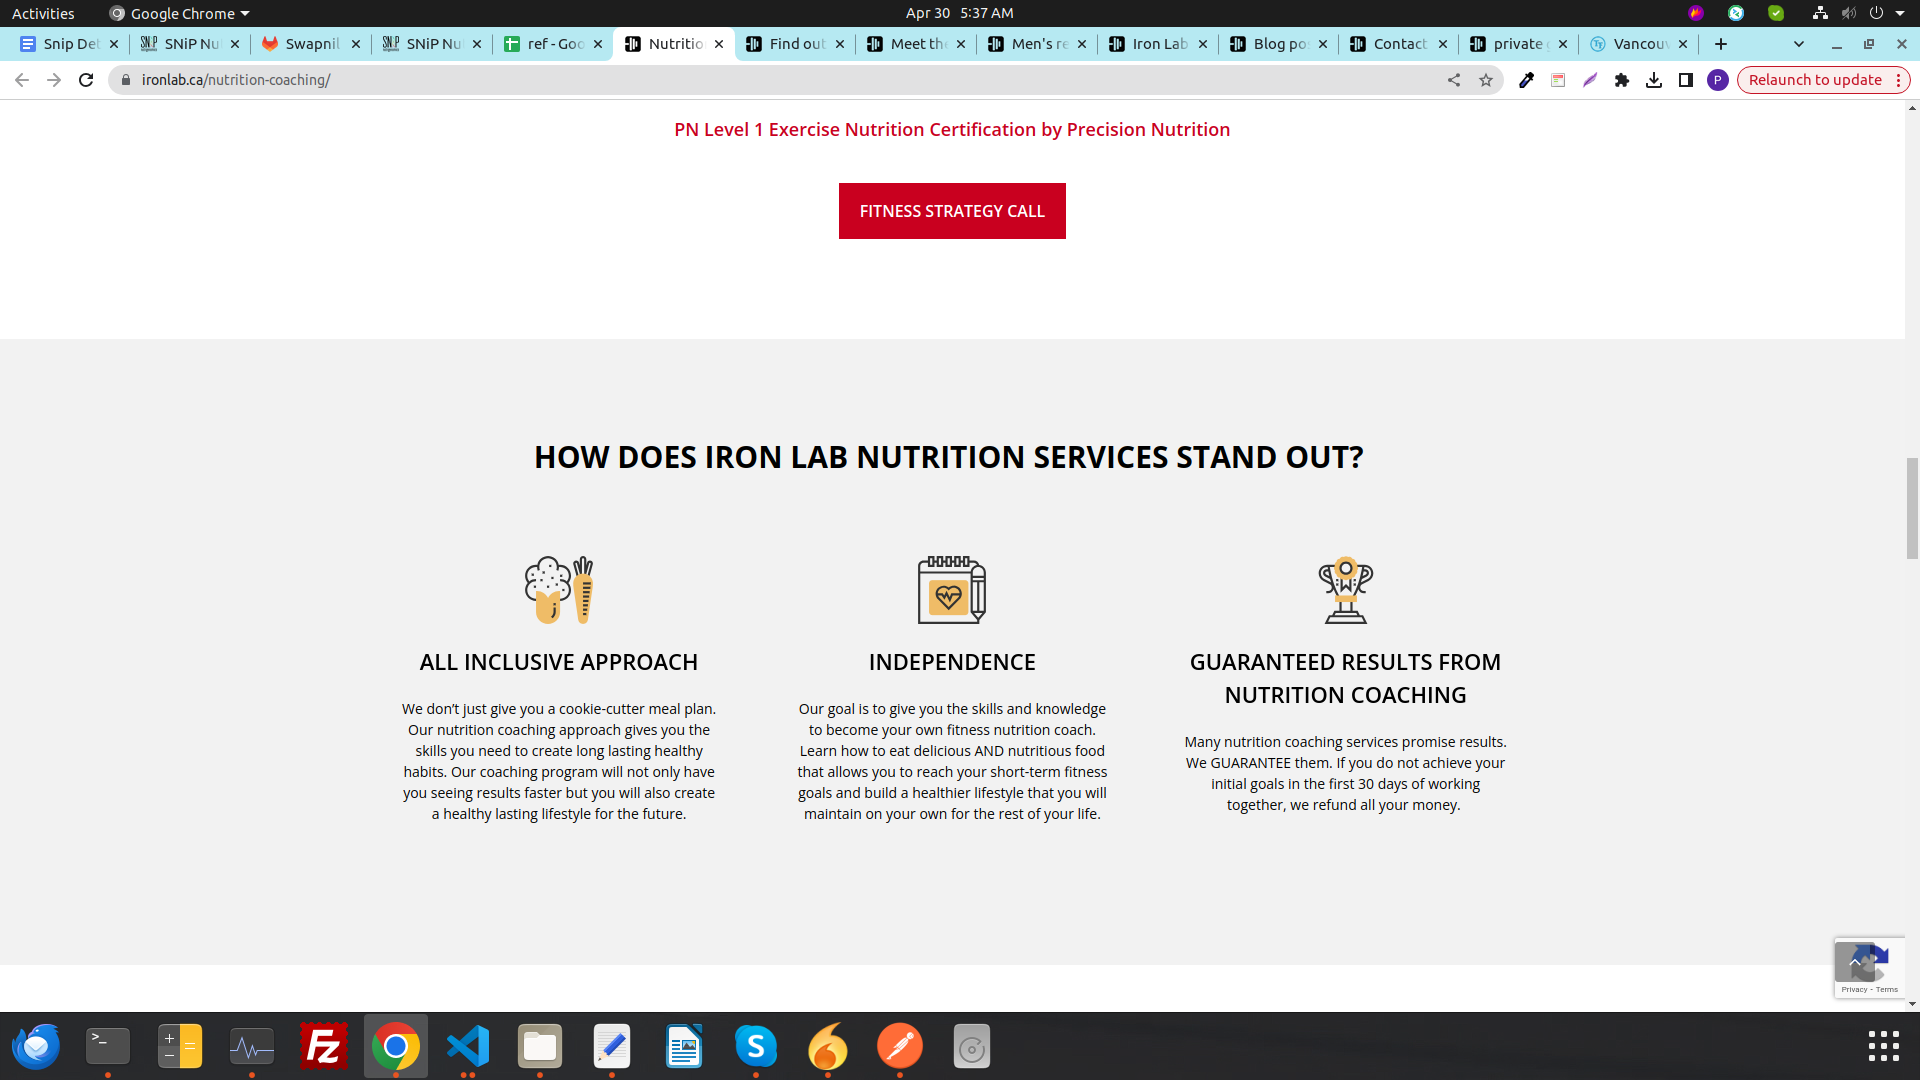 Activities
Google Chrome
Apr 30 5:37 AM
Snip Det
SNiP Nu
Swapnil
SNiP Nu
ref - Goo
Nutritio
Find out
Meet the
Men's re
Iron Lab
Blog po
Contact
private
Vancouv
ironlab.ca/nutrition-coaching/
P
Relaunch to update
PN Level 1 Exercise Nutrition Certification by Precision Nutrition
FITNESS STRATEGY CALL
HOW DOES IRON LAB NUTRITION SERVICES STAND OUT?
ALL INCLUSIVE APPROACH
We don’t just give you a cookie-cutter meal plan.
Our nutrition coaching approach gives you the
skills you need to create long lasting healthy
habits. Our coaching program will not only have
you seeing results faster but you will also create
a healthy lasting lifestyle for the future.
INDEPENDENCE
Our goal is to give you the skills and knowledge
to become your own fitness nutrition coach.
Learn how to eat delicious AND nutritious food
that allows you to reach your short-term fitness
goals and build a healthier lifestyle that you will
maintain on your own for the rest of your life.
GUARANTEED RESULTS FROM
NUTRITION COACHING
Many nutrition coaching services promise results.
We GUARANTEE them. If you do not achieve your
initial goals in the first 30 days of working
together, we refund all your money.
Privacy - Terms